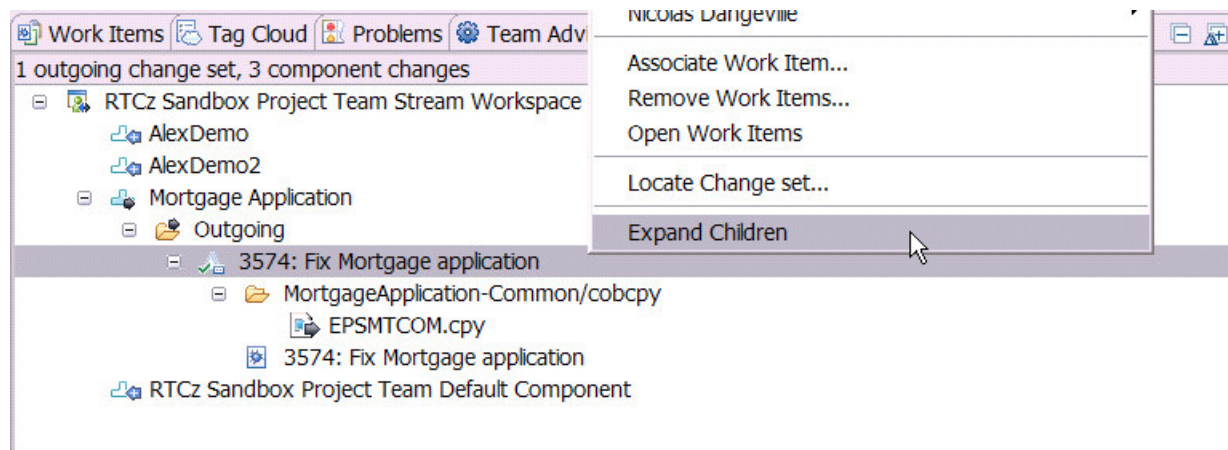 Nicolas Dangeville
Work Items Tag Cloud Problems Team Advi
1 outgoing change set, 3 component changes
Associate Work Item...
RTCz Sandbox Project Team Stream Workspace
Remove Work Items...
AlexDemo
Open Work Items
AlexDemo2
Locate Change set...
Mortgage Application
Outgoing
Expand Children
3574: Fix Mortgage application
MortgageApplication-Common/cobcpy
EPSMTCOM.cpy
3574: Fix Mortgage application
RTCz Sandbox Project Team Default Component